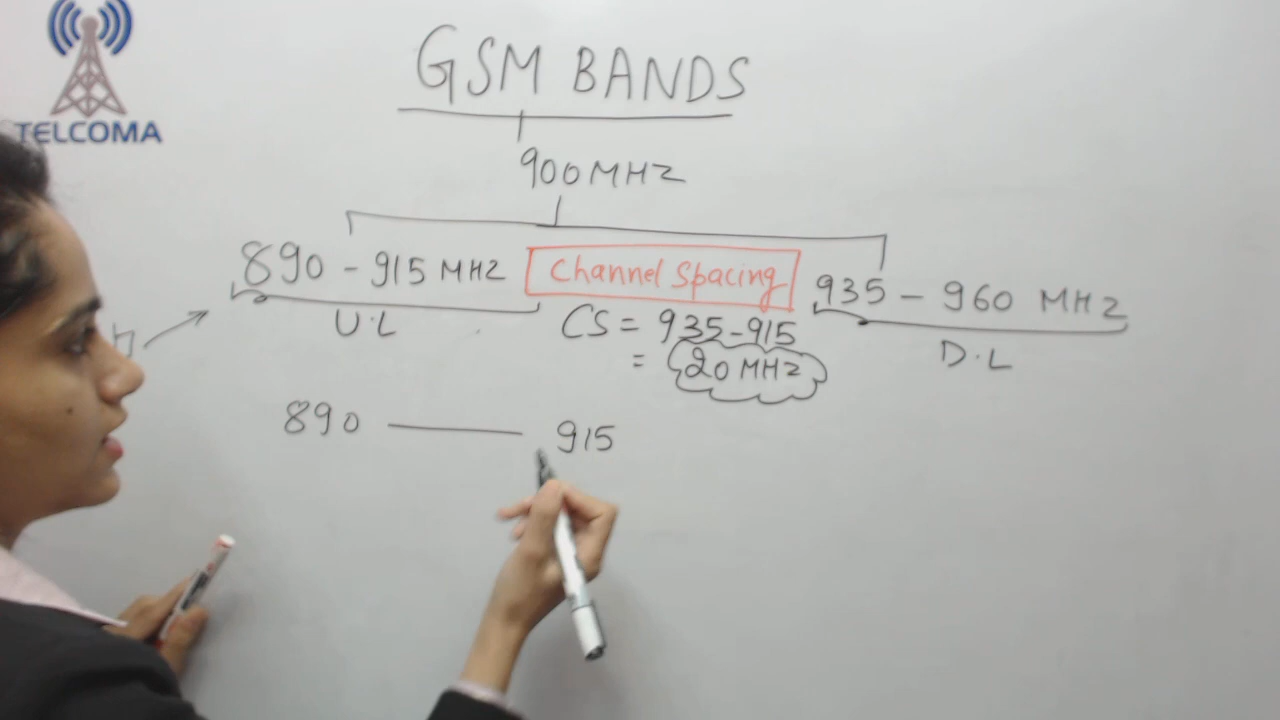 TELCOMA
GSM BANDS
900 MHZ
890 - 915 MHZ Channel Spacing 935 - 960 MHZ
U.L CS = 935-915 D.L
= 20 MHZ
890 — 915